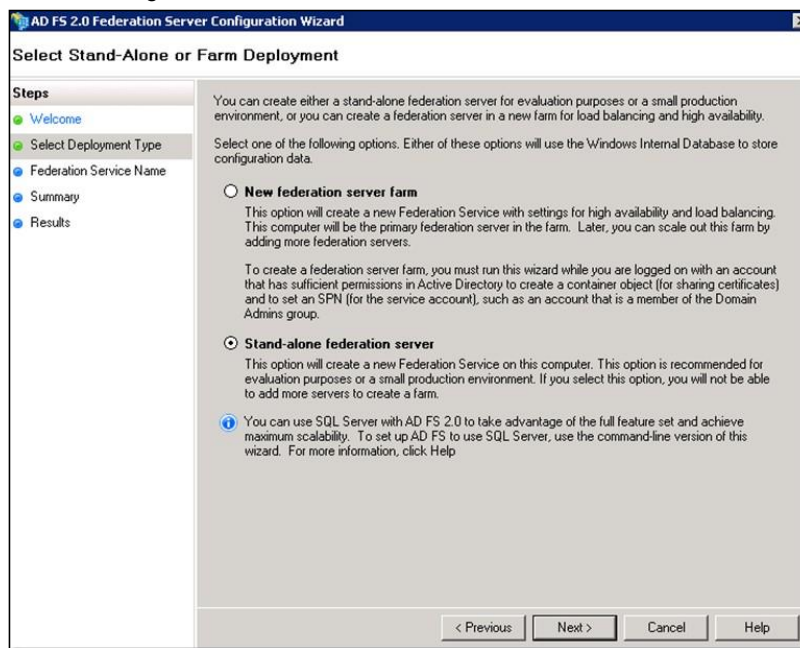 AD FS 2.0 Federation Server Configuration Wizard
Select Stand-Alone or Farm Deployment
Steps
Welcome
Select Deployment Type
Federation Service Name
Summary
Results
You can create either a stand-alone federation server for evaluation purposes or a small production
environment, or you can create a federation server in a new farm for load balancing and high availability.
Select one of the following options. Either of these options will use the Windows Internal Database to store
configuration data.
New federation server farm
This option will create a new Federation Service with settings for high availability and load balancing.
This computer will be the primary federation server in the farm. Later, you can scale out this farm by
adding more federation servers.
To create a federation server farm, you must run this wizard while you are logged on with an account
that has sufficient permissions in Active Directory to create a container object (for sharing certificates)
and to set an SPN (for the service account), such as an account that is a member of the Domain
Admins group.
Stand-alone federation server
This option will create a new Federation Service on this computer. This option is recommended for
evaluation purposes or a small production environment. If you select this option, you will not be able
to add more servers to create a farm.
You can use SQL Server with AD FS 2.0 to take advantage of the full feature set and achieve
maximum scalability. To set up AD FS to use SQL Server, use the command-line version of this
wizard. For more information, click Help
< Previous
Next >
Cancel
Help